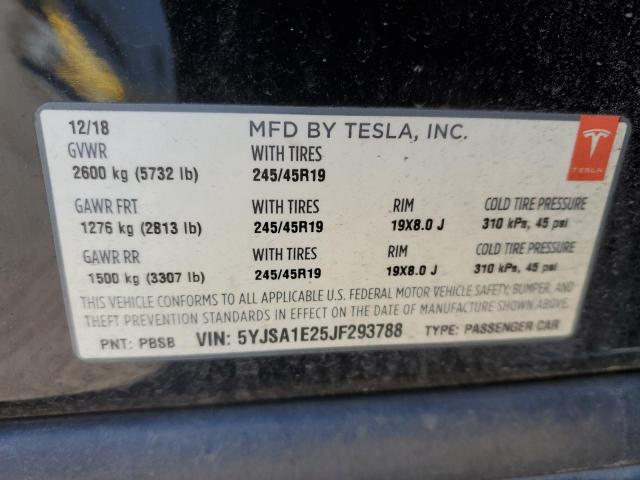 12/18 MFD BY TESLA, INC.
GVWR WITH TIRES
2600 kg (5732 lb) 245/45R19
TESLA
GAWR FRT WITH TIRES RIM COLD TIRE PRESSURE
1276 kg (2813 lb) 245/45R19 19X8.0 J 310 kPs, 45 psi
GAWR RR WITH TIRES RIM COLD TIRE PRESSURE
1500 kg (3307 lb) 245/45R19 19X8.0 J 310 kPs, 45 psi
THIS VEHICLE CONFORMS TO ALL APPLICABLE U.S. FEDERAL MOTOR VEHICLE SAFETY, BUMPER, AND
THEFT PREVENTION STANDARDS IN EFFECT ON THE DATE OF MANUFACTURE SHOWN ABOVE.
PNT: PBSB VIN: 5YJSA1E25JF293788 TYPE: PASSENGER CAR